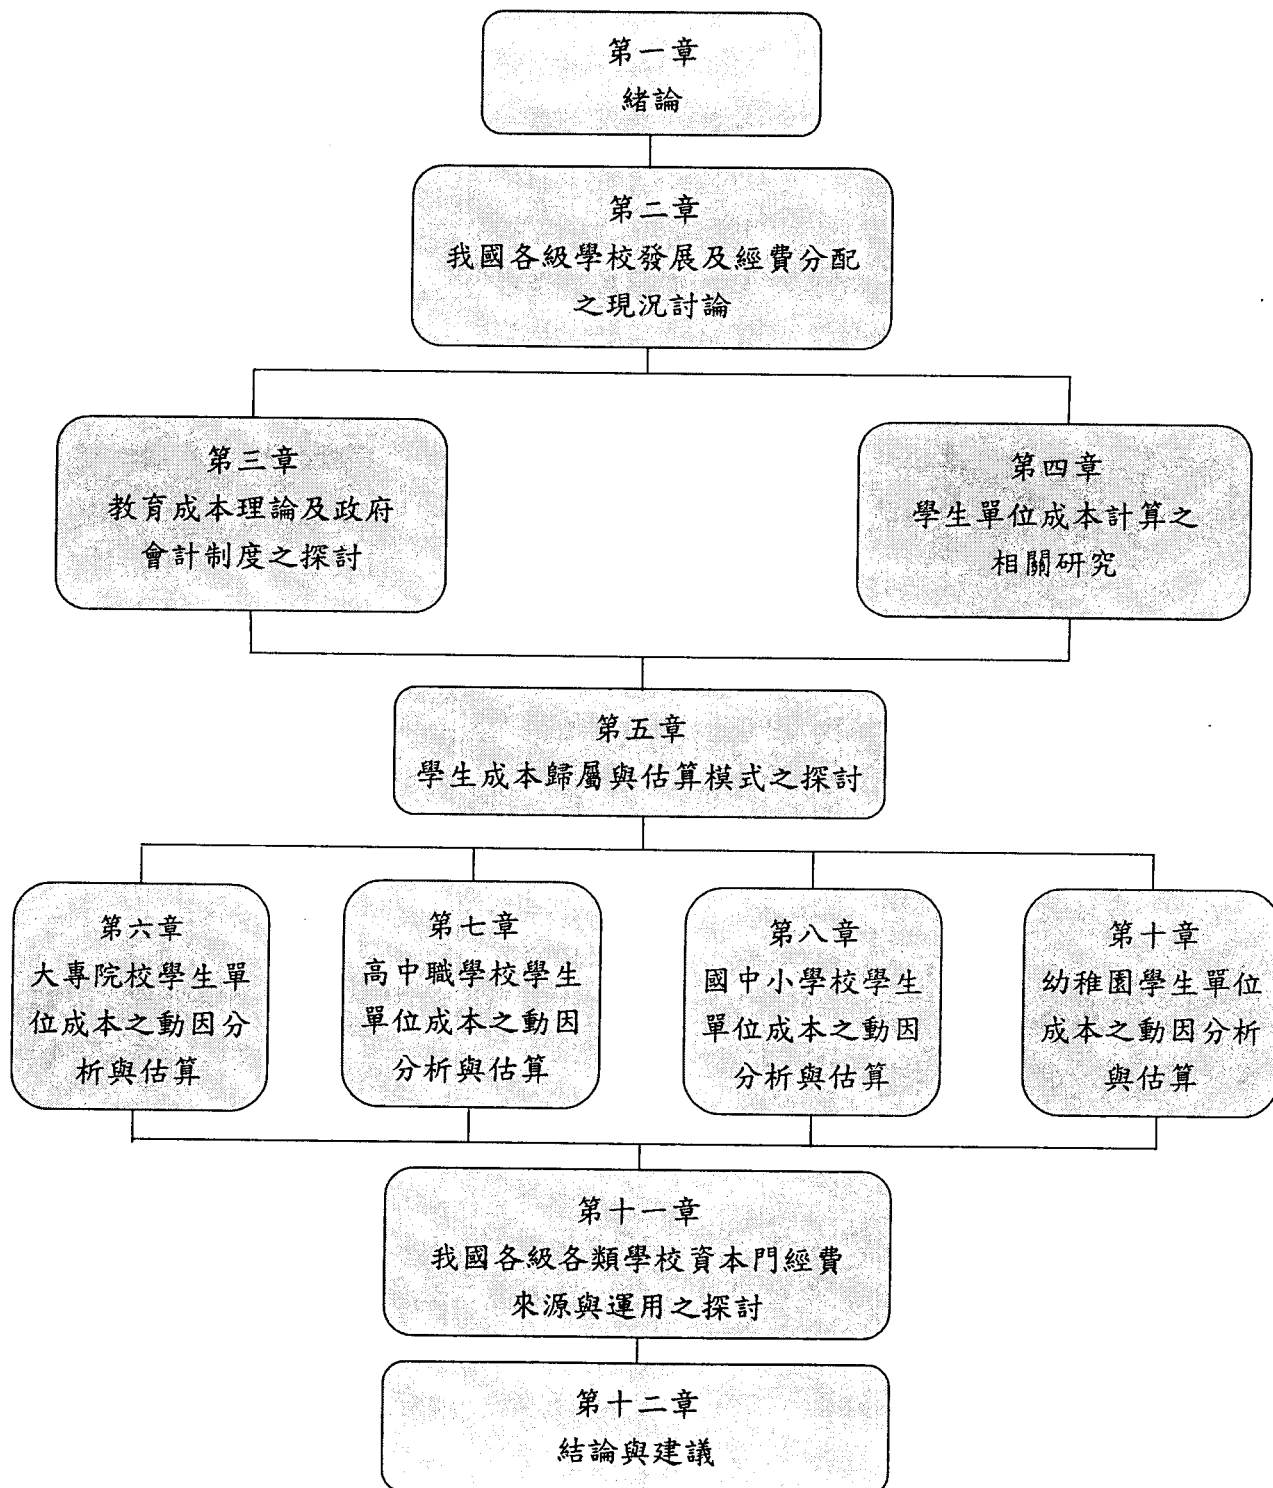 第一章
緒論
第二章
我國各級學校發展及經費分配
之現況討論
第三章
教育成本理論及政府
會計制度之探討
第四章
學生單位成本計算之
相關研究
第五章
學生成本歸屬與估算模式之探討
第六章
大專院校學生單
位成本之動因分
析與估算
第七章
高中職學校學生
單位成本之動因
分析與估算
第八章
國中小學校學生
單位成本之動因
分析與估算
第十章
幼稚園學生單位
成本之動因分析
與估算
第十一章
我國各級各類學校資本門經費
來源與運用之探討
第十二章
結論與建議